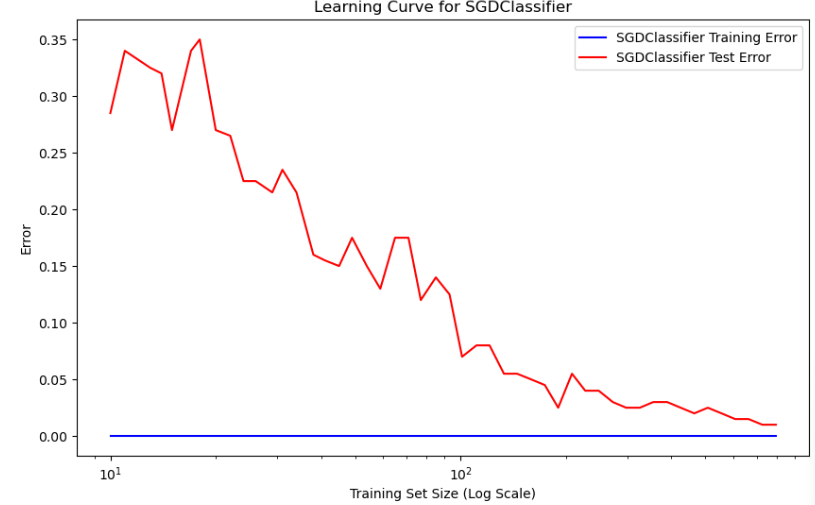 Learning Curve for SGDClassifier
SGDClassifier Training Error
SGDClassifier Test Error
0.35
0.30
0.25
0.20
0.15
0.10
0.05
0.00
Error
10¹
10²
Training Set Size (Log Scale)